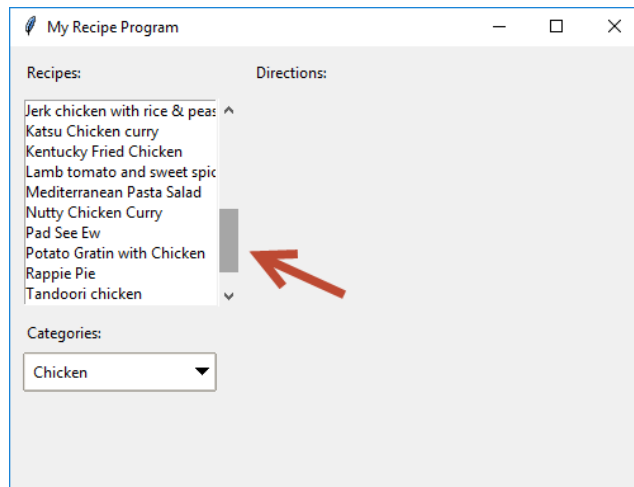 My Recipe Program
Recipes:
Directions:
Jerk chicken with rice & peas
Katsu Chicken curry
Kentucky Fried Chicken
Lamb tomato and sweet spic
Mediterranean Pasta Salad
Nutty Chicken Curry
Pad See Ew
Potato Gratin with Chicken
Rappie Pie
Tandoori chicken
Categories:
Chicken